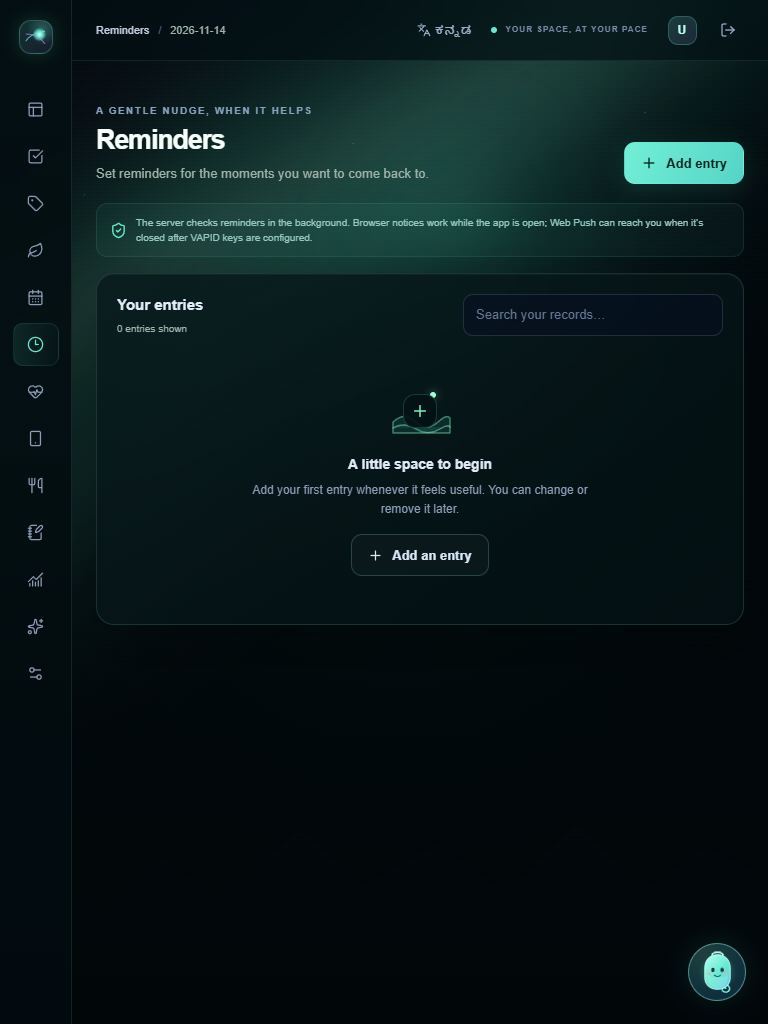 Reminders / 2026-11-14
ಕನ್ನಡ
YOUR SPACE, AT YOUR PACE
U
A GENTLE NUDGE, WHEN IT HELPS
Reminders
Set reminders for the moments you want to come back to.
Add entry
The server checks reminders in the background. Browser notices work while the app is open; Web Push can reach you when it's
closed after VAPID keys are configured.
Your entries
0 entries shown
Search your records…
A little space to begin
Add your first entry whenever it feels useful. You can change or
remove it later.
Add an entry